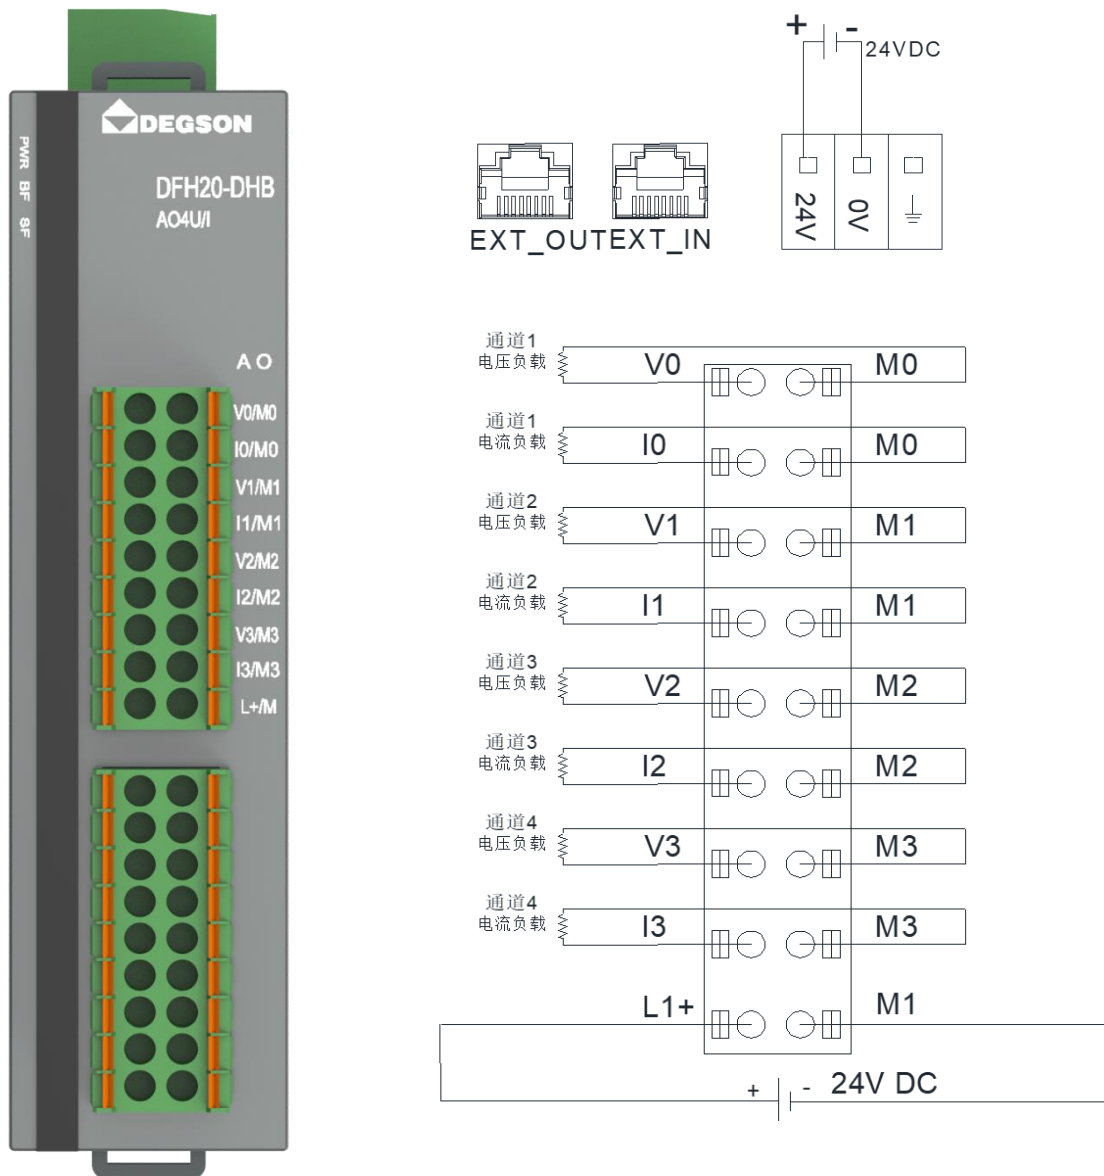 DEGSON
PWR BF SF
DFH20-DHB
AO4U/I
A O
V0/M0
I0/M0
V1/M1
I1/M1
V2/M2
I2/M2
V3/M3
I3/M3
L+/M
+ -
24VDC
EXT_OUT EXT_IN
24V 0V
通道1
电压负载 V0 M0
通道1
电流负载 I0 M0
通道2
电压负载 V1 M1
通道2
电流负载 I1 M1
通道3
电压负载 V2 M2
通道3
电流负载 I2 M2
通道4
电压负载 V3 M3
通道4
电流负载 I3 M3
L1+ M1
+ - 24V DC